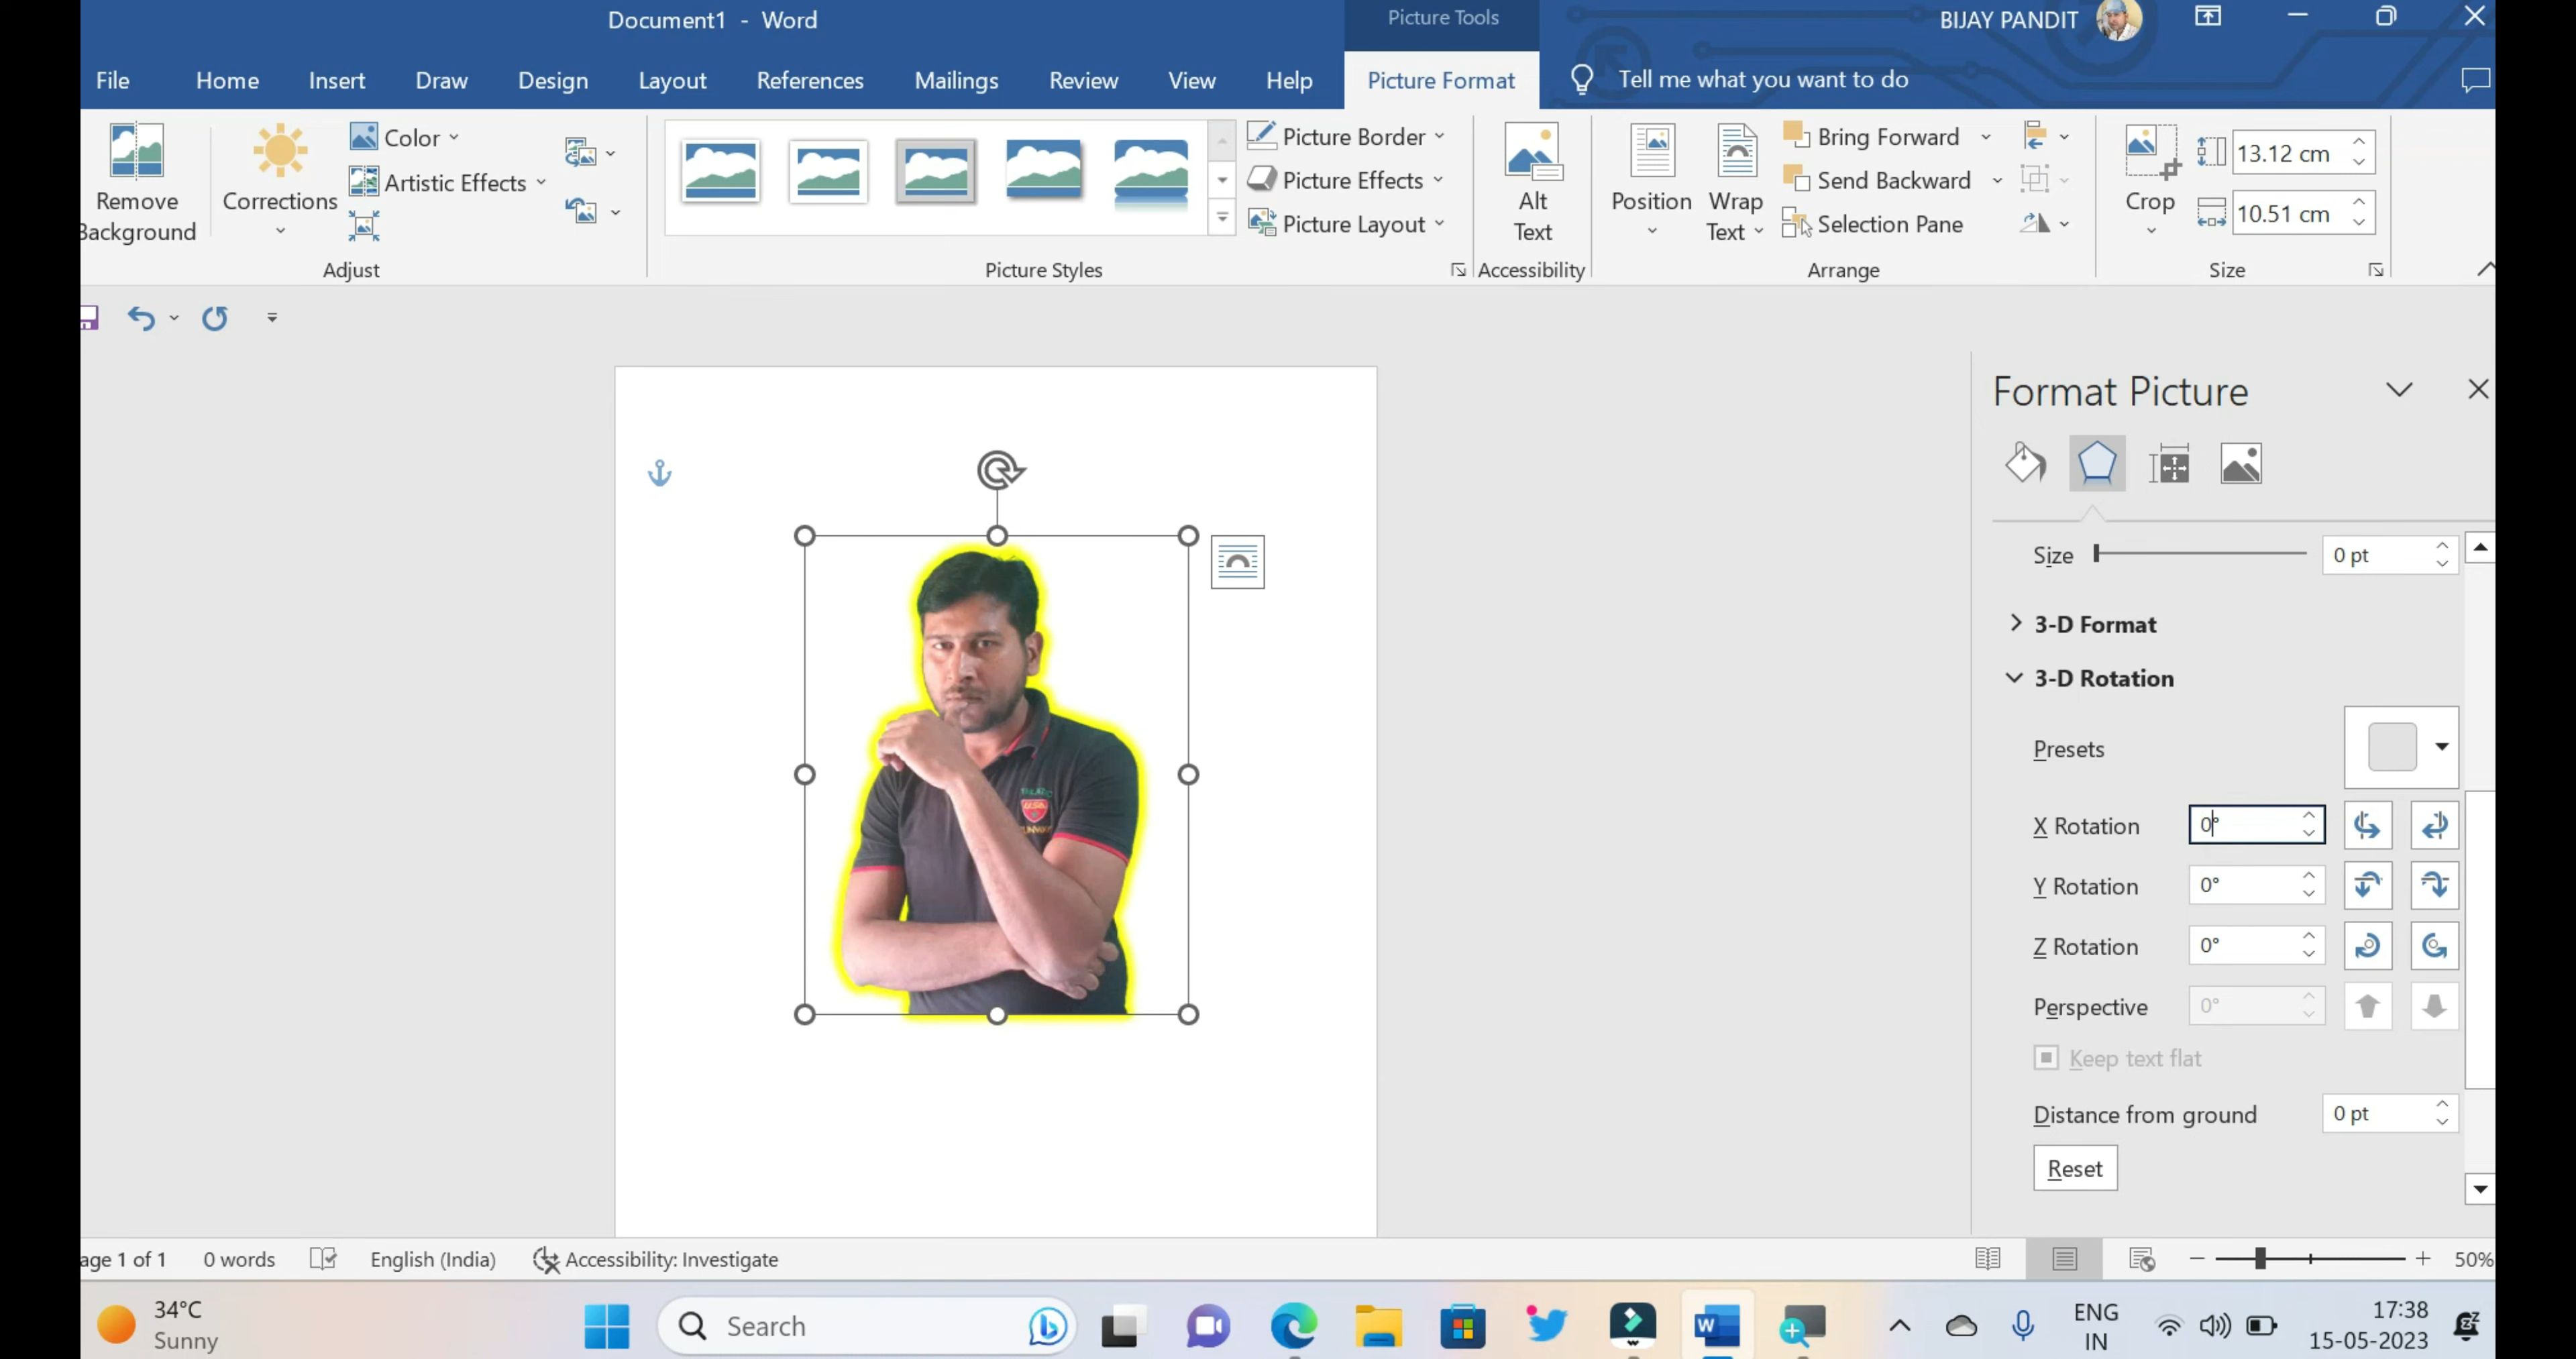 Document1 - Word
Picture Tools
BIJAY PANDIT
File Home Insert Draw Design Layout References Mailings Review View Help Picture Format Tell me what you want to do
Remove Background
Corrections
Color
Artistic Effects
Adjust
Picture Styles
Picture Border
Picture Effects
Picture Layout
Alt Text
Accessibility
Position
Wrap Text
Bring Forward
Send Backward
Selection Pane
Arrange
Crop
13.12 cm
10.51 cm
Size
Format Picture
Size 0 pt
3-D Format
3-D Rotation
Presets
X Rotation 0°
Y Rotation 0°
Z Rotation 0°
Perspective 0°
Keep text flat
Distance from ground 0 pt
Reset
age 1 of 1 0 words English (India) Accessibility: Investigate 50%
34°C
Sunny
Search
ENG
IN
17:38
15-05-2023